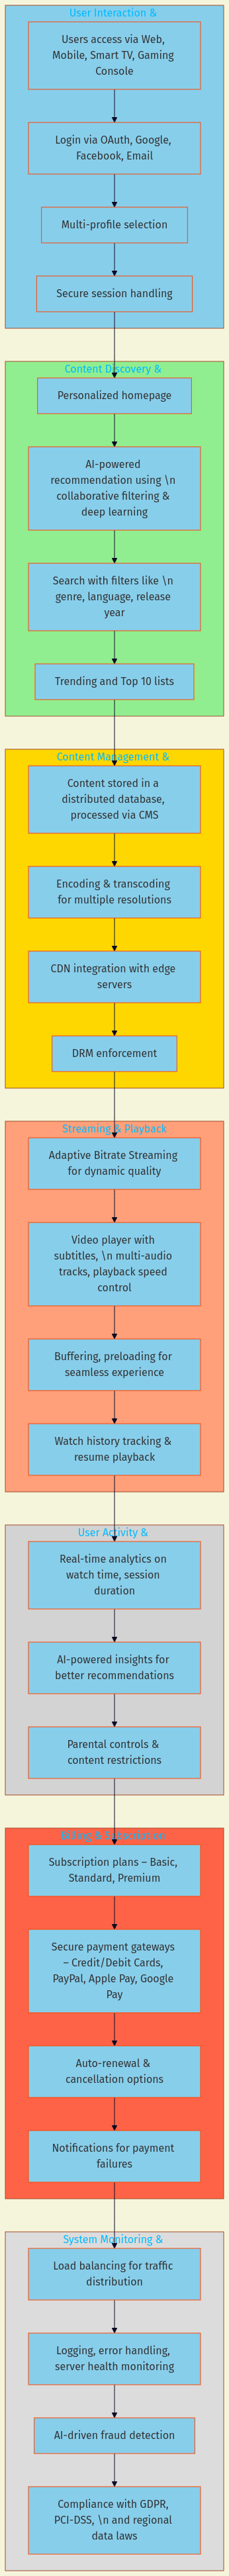 User Interaction &
Users access via Web,
Mobile, Smart TV, Gaming
Console
Login via OAuth, Google,
Facebook, Email
Multi-profile selection
Secure session handling
Content Discovery &
Personalized homepage
AI-powered
recommendation using \n
collaborative filtering &
deep learning
Search with filters like \n
genre, language, release
year
Trending and Top 10 lists
Content Management &
Content stored in a
distributed database,
processed via CMS
Encoding & transcoding
for multiple resolutions
CDN integration with edge
servers
DRM enforcement
Streaming & Playback
Adaptive Bitrate Streaming
for dynamic quality
Video player with
subtitles, \n multi-audio
tracks, playback speed
control
Buffering, preloading for
seamless experience
Watch history tracking &
resume playback
User Activity &
Real-time analytics on
watch time, session
duration
AI-powered insights for
better recommendations
Parental controls &
content restrictions
Billing & Subscription
Subscription plans – Basic,
Standard, Premium
Secure payment gateways
– Credit/Debit Cards,
PayPal, Apple Pay, Google
Pay
Auto-renewal &
cancellation options
Notifications for payment
failures
System Monitoring &
Load balancing for traffic
distribution
Logging, error handling,
server health monitoring
AI-driven fraud detection
Compliance with GDPR,
PCI-DSS, \n and regional
data laws